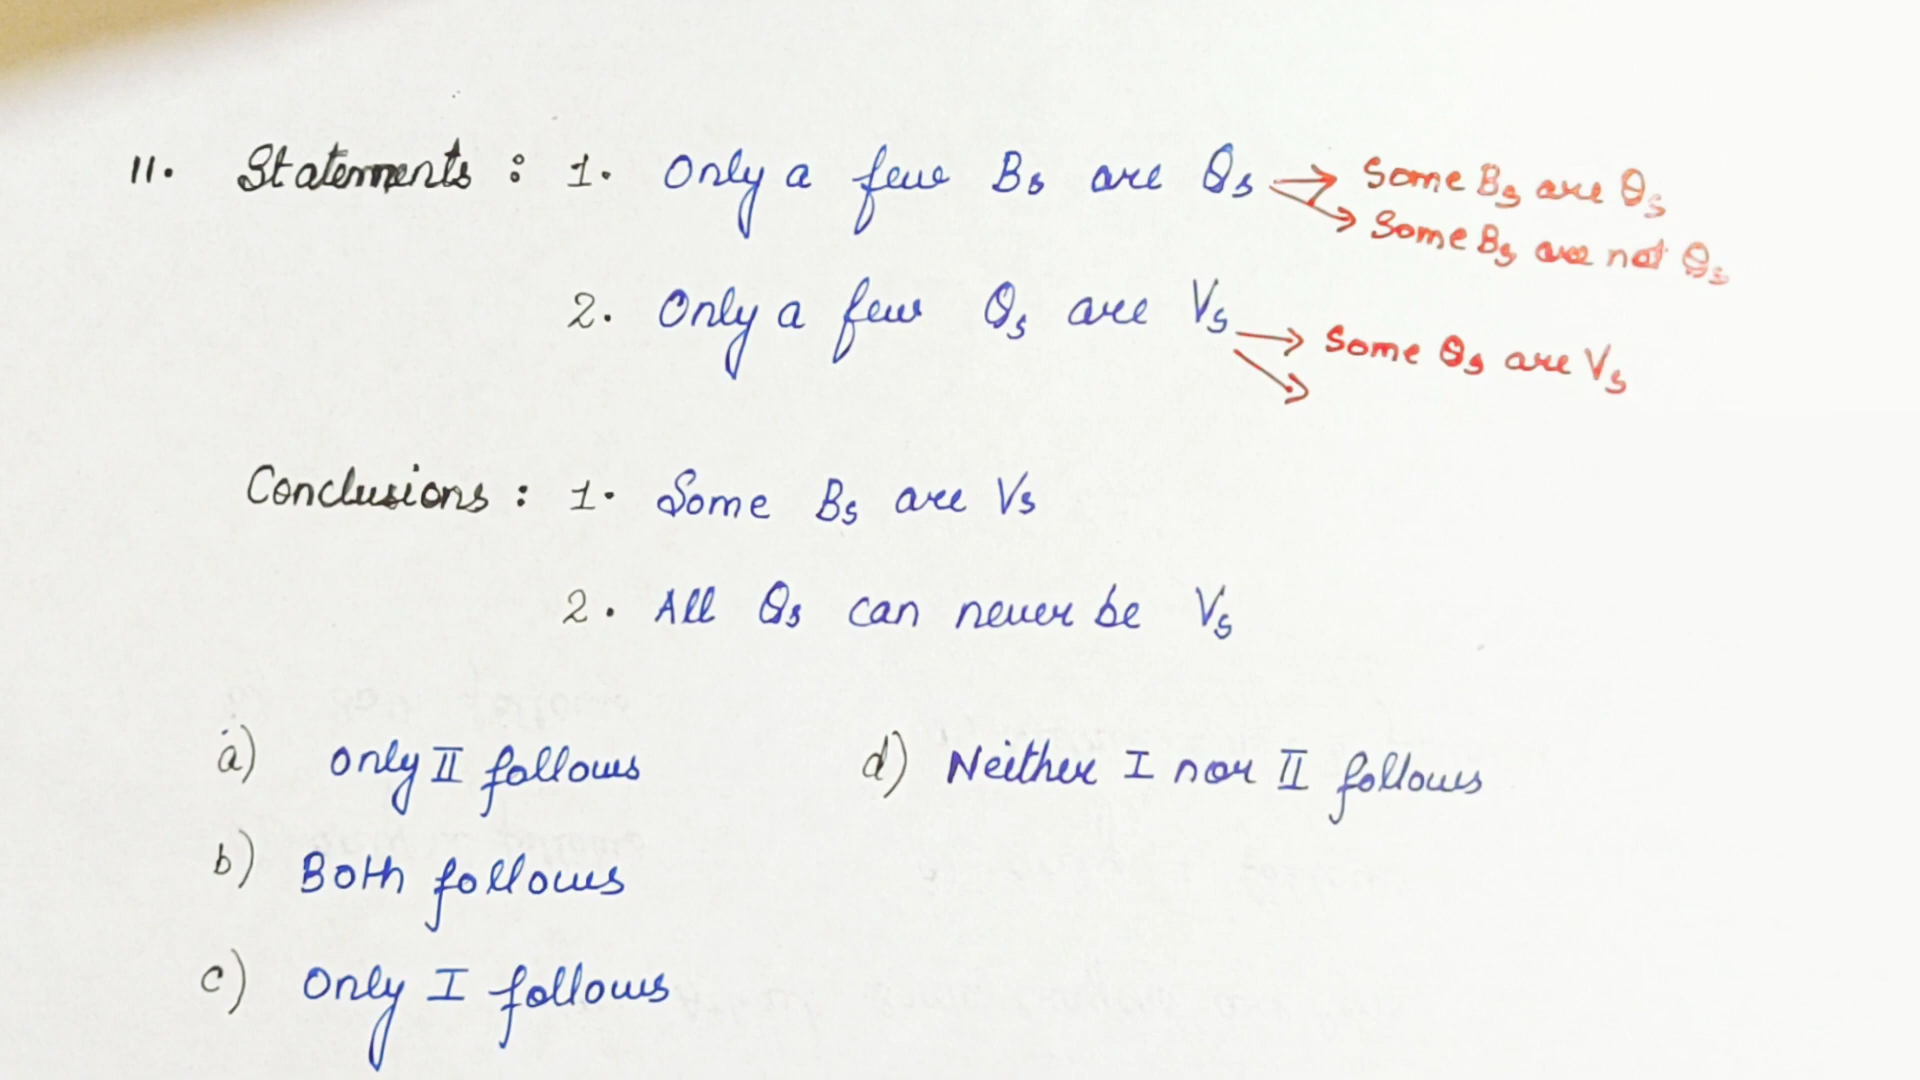 11. Statements : 1. Only a few Bs are Qs → Some Bs are Qs
→ Some Bs are not Qs
2. Only a few Qs are Vs → Some Qs are Vs
→
Conclusions : 1. Some Bs are Vs
2. All Qs can never be Vs
a) Only II follows
d) Neither I nor II follows
b) Both follows
c) Only I follows